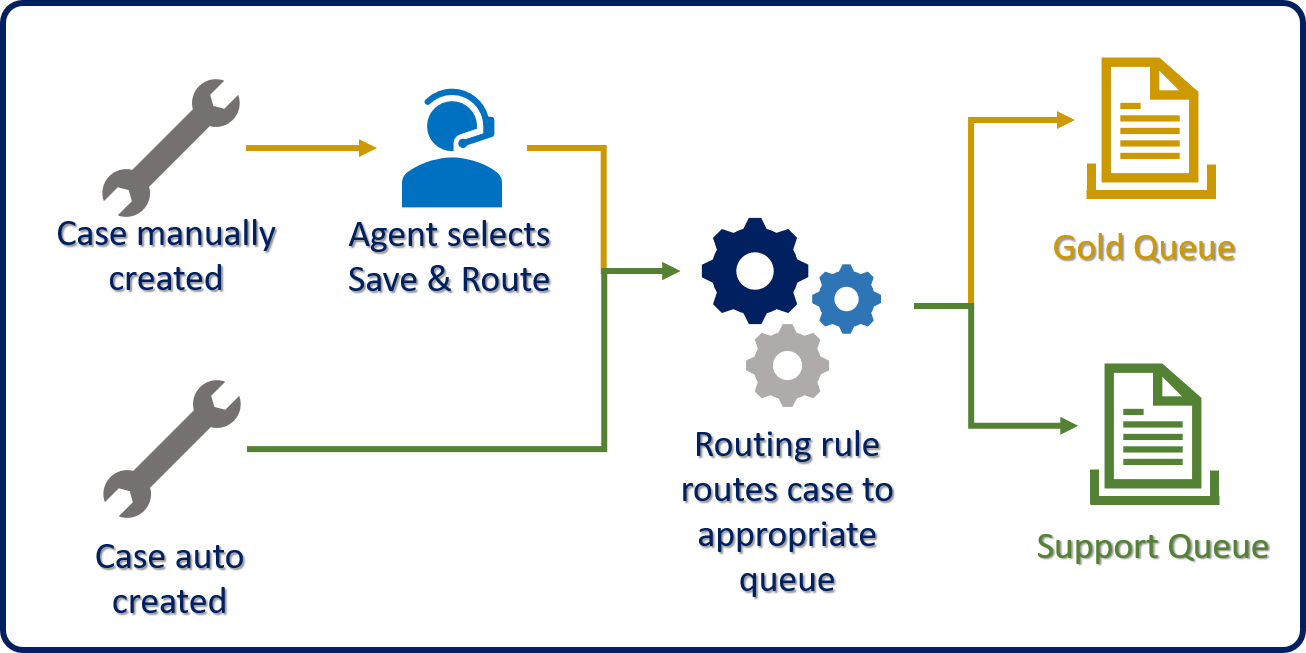 Case manually
created
Agent selects
Save & Route
Gold Queue
Routing rule
routes case to
appropriate
queue
Case auto
created
Support Queue